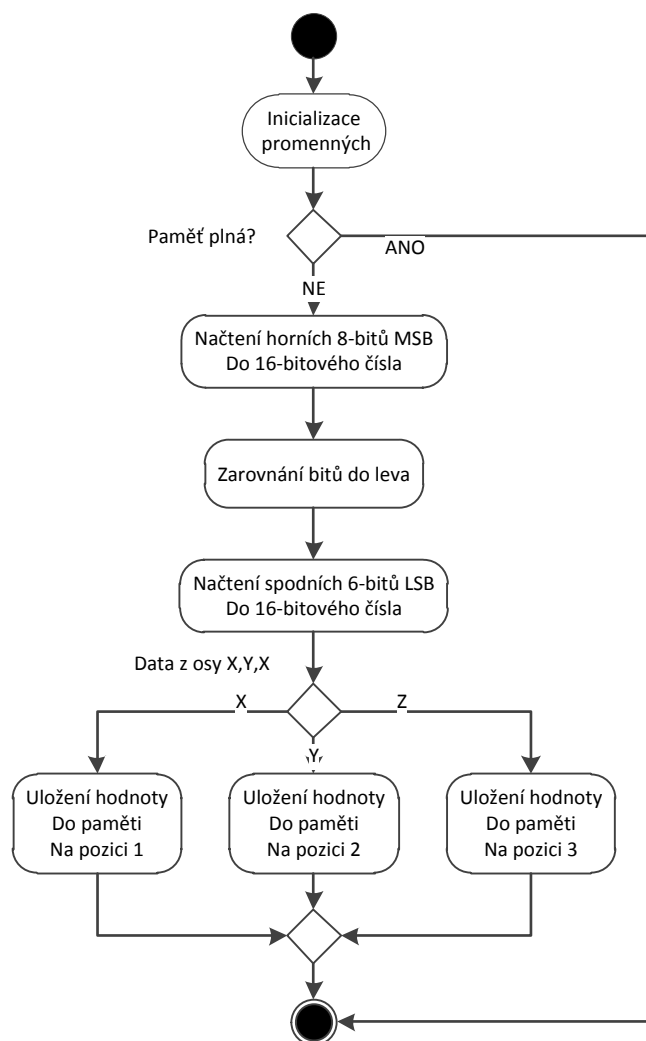 Inicializace
promenných
Paměť plná?
ANO
NE
Načtení horních 8-bitů MSB
Do 16-bitového čísla
Zarovnání bitů do leva
Načtení spodních 6-bitů LSB
Do 16-bitového čísla
Data z osy X,Y,X
X
Z
Y
Uložení hodnoty
Do paměti
Na pozici 1
Uložení hodnoty
Do paměti
Na pozici 2
Uložení hodnoty
Do paměti
Na pozici 3